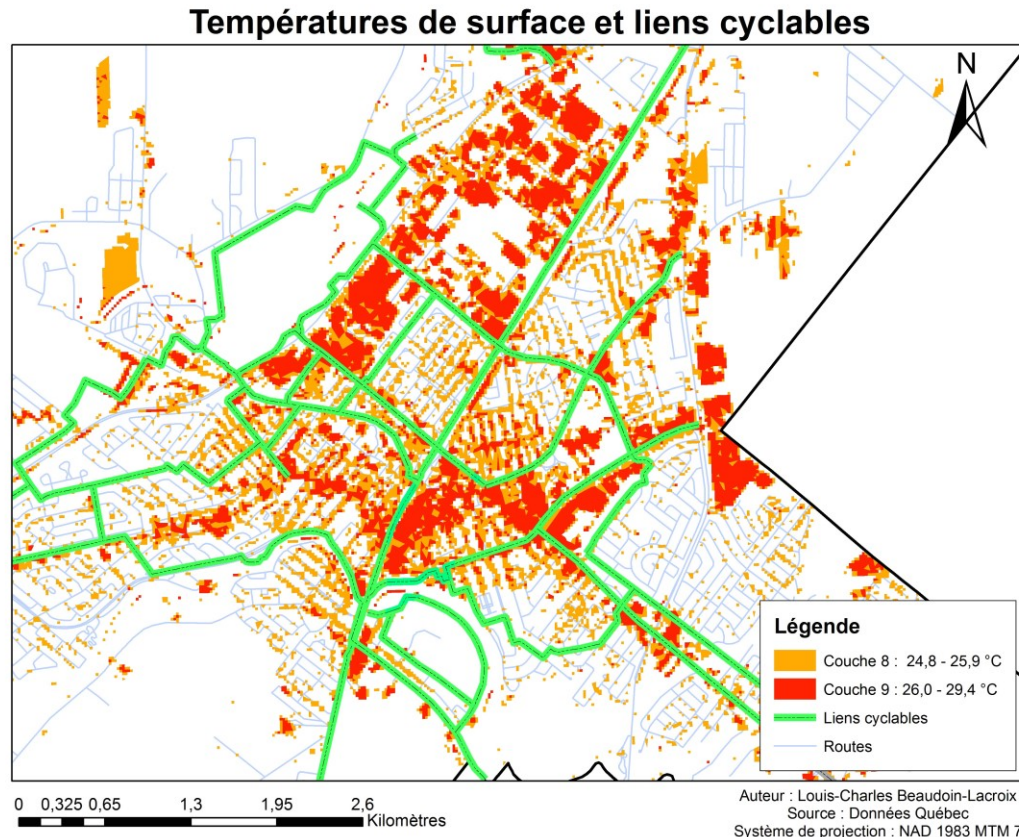 Températures de surface et liens cyclables
N
Légende
Couche 8 : 24,8 - 25,9 °C
Couche 9 : 26,0 - 29,4 °C
Liens cyclables
Routes
0 0,325 0,65 1,3 1,95 2,6
Kilomètres
Auteur : Louis-Charles Beaudoin-Lacroix
Source : Données Québec
Système de projection : NAD 1983 MTM 7